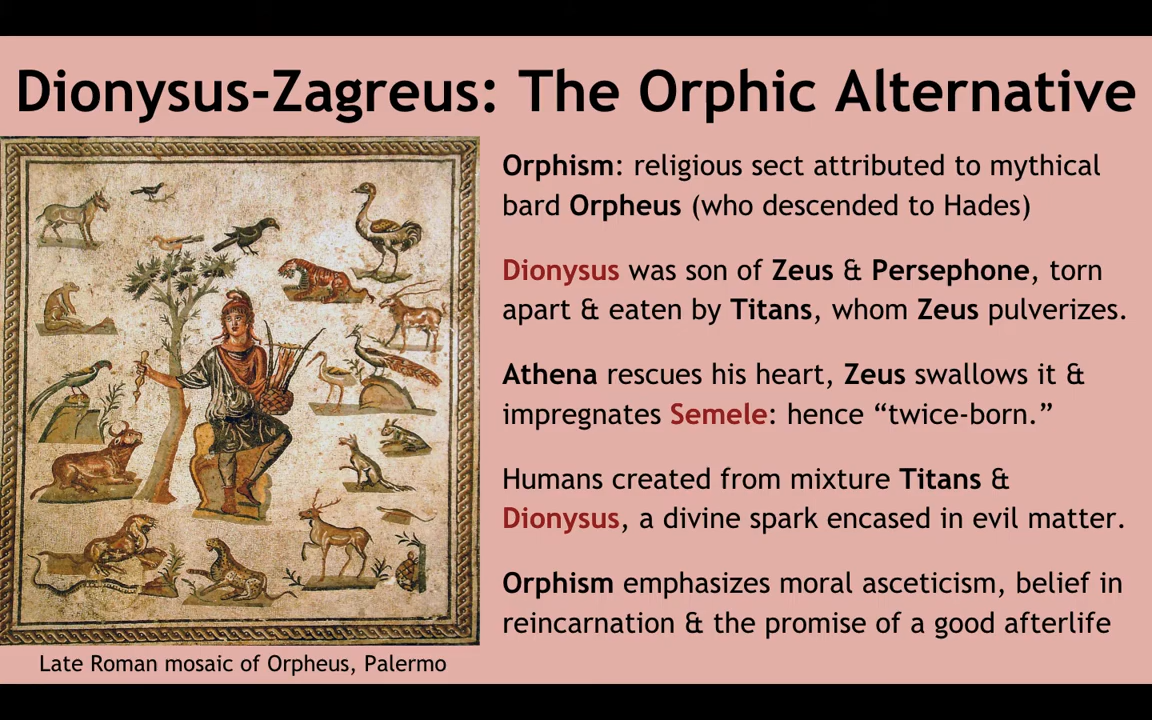 Dionysus-Zagreus: The Orphic Alternative
Orphism: religious sect attributed to mythical
bard Orpheus (who descended to Hades)
Dionysus was son of Zeus & Persephone, torn
apart & eaten by Titans, whom Zeus pulverizes.
Athena rescues his heart, Zeus swallows it &
impregnates Semele: hence “twice-born.”
Humans created from mixture Titans &
Dionysus, a divine spark encased in evil matter.
Orphism emphasizes moral asceticism, belief in
reincarnation & the promise of a good afterlife
Late Roman mosaic of Orpheus, Palermo